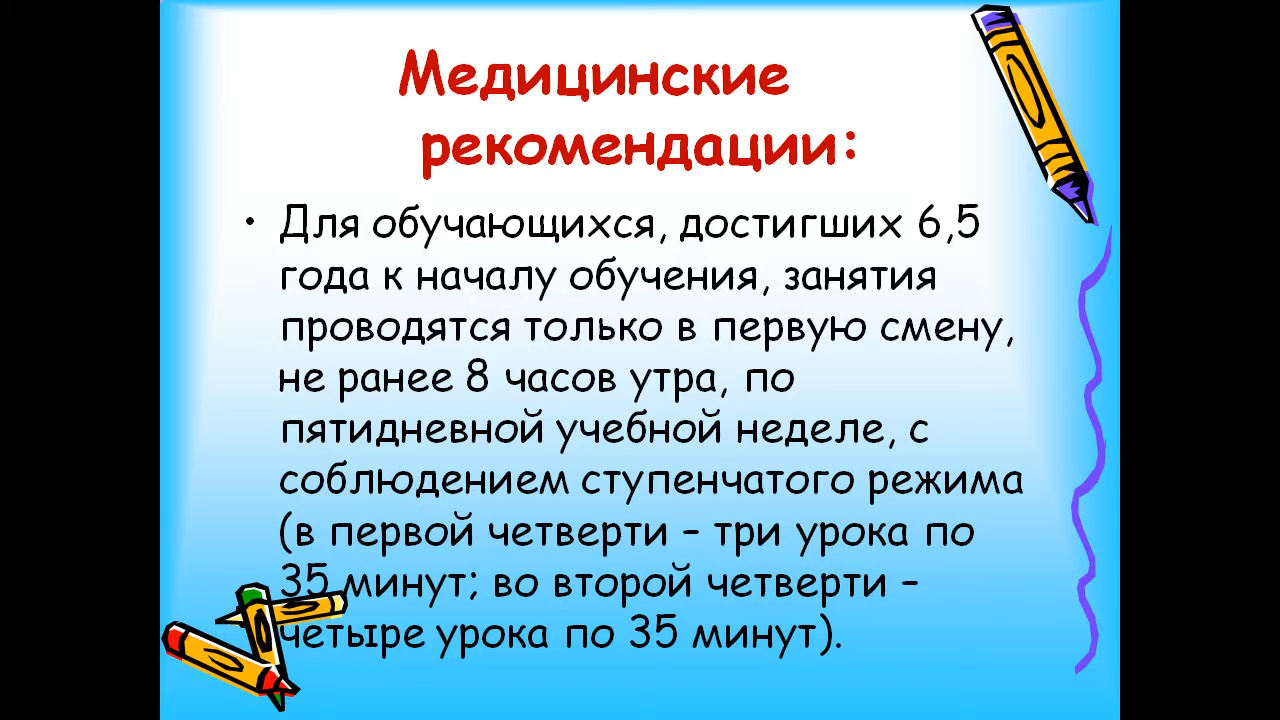 Медицинские
рекомендации:
• Для обучающихся, достигших 6,5
года к началу обучения, занятия
проводятся только в первую смену,
не ранее 8 часов утра, по
пятидневной учебной неделе, с
соблюдением ступенчатого режима
(в первой четверти – три урока по
35 минут; во второй четверти –
четыре урока по 35 минут).